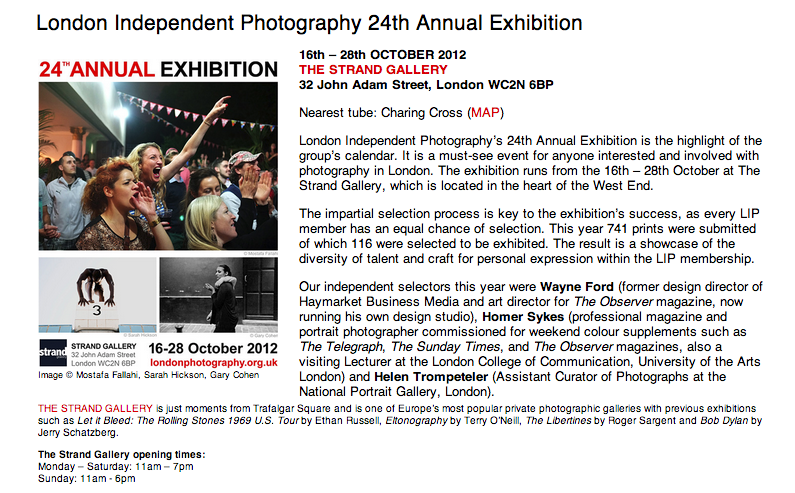 London Independent Photography 24th Annual Exhibition
24TH ANNUAL EXHIBITION
© Mostafa Fallahi
3
© Sarah Hickson
© Gary Cohen
strand
STRAND GALLERY
32 John Adam Street
London WC2N 6BP
16-28 October 2012
londonphotography.org.uk
Image © Mostafa Fallahi, Sarah Hickson, Gary Cohen
16th – 28th OCTOBER 2012
THE STRAND GALLERY
32 John Adam Street, London WC2N 6BP
Nearest tube: Charing Cross (MAP)
London Independent Photography's 24th Annual Exhibition is the highlight of the
group's calendar. It is a must-see event for anyone interested and involved with
photography in London. The exhibition runs from the 16th – 28th October at The
Strand Gallery, which is located in the heart of the West End.
The impartial selection process is key to the exhibition's success, as every LIP
member has an equal chance of selection. This year 741 prints were submitted
of which 116 were selected to be exhibited. The result is a showcase of the
diversity of talent and craft for personal expression within the LIP membership.
Our independent selectors this year were Wayne Ford (former design director of
Haymarket Business Media and art director for The Observer magazine, now
running his own design studio), Homer Sykes (professional magazine and
portrait photographer commissioned for weekend colour supplements such as
The Telegraph, The Sunday Times, and The Observer magazines, also a
visiting Lecturer at the London College of Communication, University of the Arts
London) and Helen Trompeteler (Assistant Curator of Photographs at the
National Portrait Gallery, London).
THE STRAND GALLERY is just moments from Trafalgar Square and is one of Europe's most popular private photographic galleries with previous exhibitions
such as Let it Bleed: The Rolling Stones 1969 U.S. Tour by Ethan Russell, Eltonography by Terry O'Neill, The Libertines by Roger Sargent and Bob Dylan by
Jerry Schatzberg.
The Strand Gallery opening times:
Monday – Saturday: 11am – 7pm
Sunday: 11am - 6pm